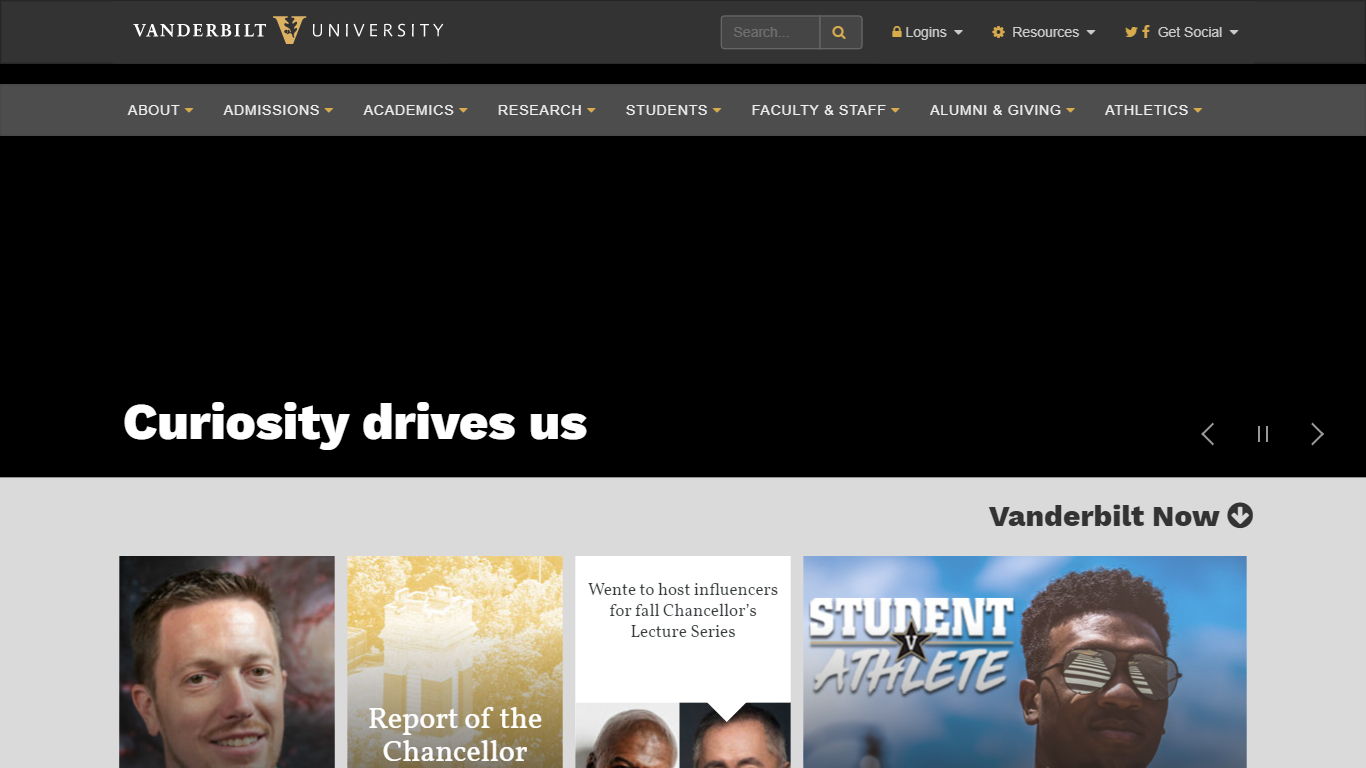 VANDERBILT V UNIVERSITY
Search...
Logins
Resources
Get Social
ABOUT
ADMISSIONS
ACADEMICS
RESEARCH
STUDENTS
FACULTY & STAFF
ALUMNI & GIVING
ATHLETICS
Curiosity drives us
Vanderbilt Now
Report of the
Chancellor
Wente to host influencers
for fall Chancellor’s
Lecture Series
STUDENT
V
ATHLETE